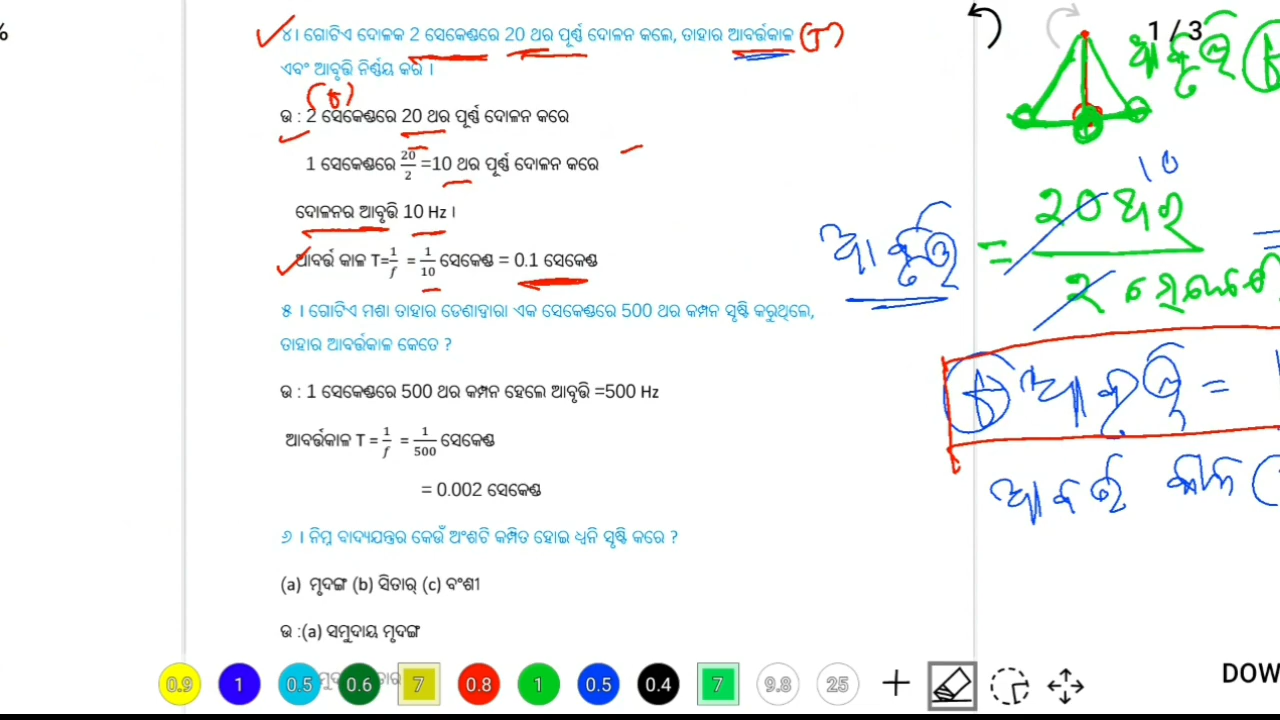 ୪। ଗୋଟିଏ ଦୋଳକ 2 ସେକେଣ୍ଡରେ 20 ଥର ପୂର୍ଣ୍ଣ ଦୋଳନ କଲେ, ତାହାର ଆବର୍ତ୍ତକାଳ (T)
ଏବଂ ଆବୃତ୍ତି ନିର୍ଣ୍ଣୟ କର ।
ଉ : 2 ସେକେଣ୍ଡରେ 20 ଥର ପୂର୍ଣ୍ଣ ଦୋଳନ କରେ
1 ସେକେଣ୍ଡରେ 20/2 =10 ଥର ପୂର୍ଣ୍ଣ ଦୋଳନ କରେ
ଦୋଳନର ଆବୃତ୍ତି 10 Hz ।
ଆବର୍ତ୍ତ କାଳ T=1/f = 1/10 ସେକେଣ୍ଡ = 0.1 ସେକେଣ୍ଡ
୫ । ଗୋଟିଏ ମଶା ତାହାର ଡେଣାଦ୍ୱାରା ଏକ ସେକେଣ୍ଡରେ 500 ଥର କମ୍ପନ ସୃଷ୍ଟି କରୁଥିଲେ,
ତାହାର ଆବର୍ତ୍ତକାଳ କେତେ ?
ଉ : 1 ସେକେଣ୍ଡରେ 500 ଥର କମ୍ପନ ହେଲେ ଆବୃତ୍ତି =500 Hz
ଆବର୍ତ୍ତକାଳ T = 1/f = 1/500 ସେକେଣ୍ଡ
= 0.002 ସେକେଣ୍ଡ
୬ । ନିମ୍ନ ବାଦ୍ୟଯନ୍ତ୍ରର କେଉଁ ଅଂଶଟି କମ୍ପିତ ହୋଇ ଧ୍ୱନି ସୃଷ୍ଟି କରେ ?
(a) ମୃଦଙ୍ଗ (b) ସିତାର୍ (c) ବଂଶୀ
ଉ :(a) ସମୁଦାୟ ମୃଦଙ୍ଗ
%
1 / 3
ଆବୃତ୍ତି
10
ଆବୃତ୍ତି = 20 ଥର
2
ଆବୃତ୍ତି =
ଆବର୍ତ୍ତ କାଳ (
0.9 1 0.5 0.6 7 0.8 1 0.5 0.4 7 9.8 25
DOW